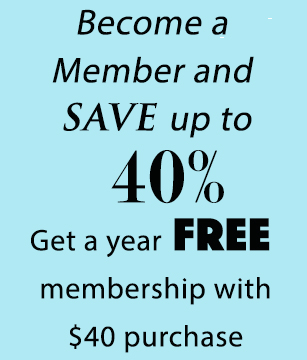 Become a
Member and
SAVE up to
40%
Get a year FREE
membership with
$40 purchase